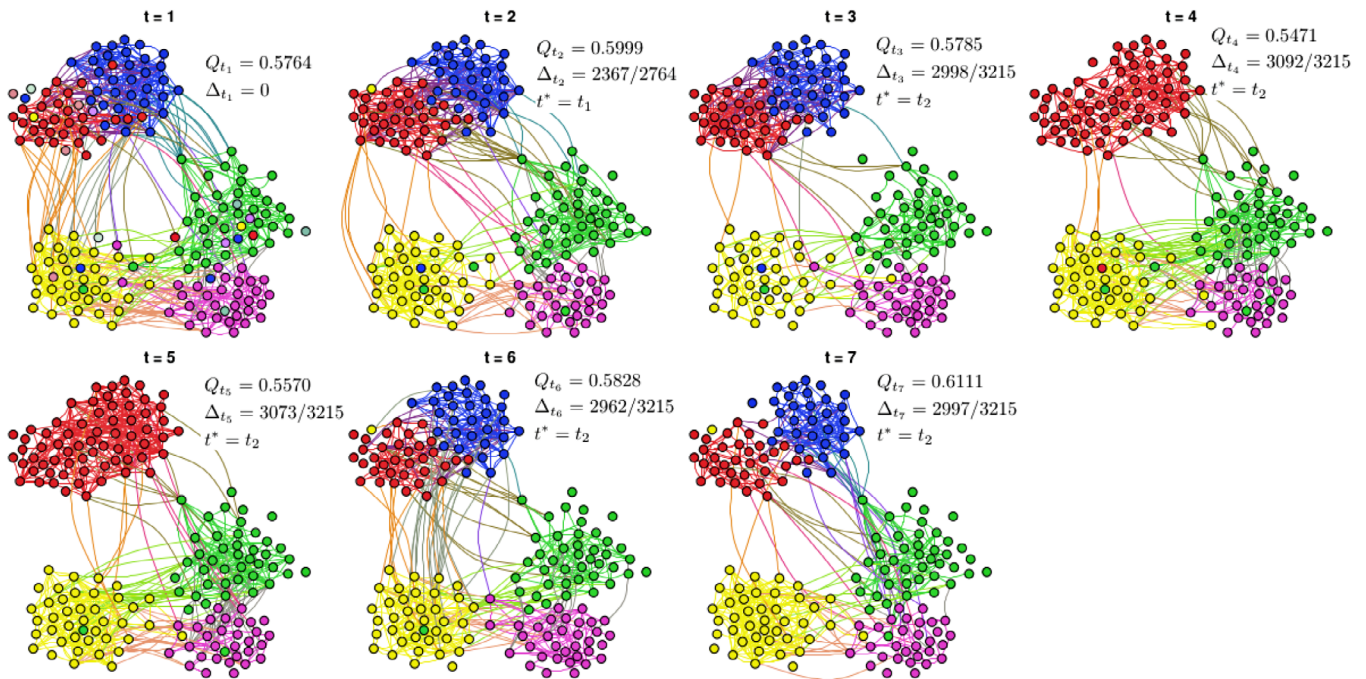 t = 1
Q_{t_1} = 0.5764
Δ_{t_1} = 0
t = 2
Q_{t_2} = 0.5999
Δ_{t_2} = 2367/2764
t* = t_1
t = 3
Q_{t_3} = 0.5785
Δ_{t_3} = 2998/3215
t* = t_2
t = 4
Q_{t_4} = 0.5471
Δ_{t_4} = 3092/3215
t* = t_2
t = 5
Q_{t_5} = 0.5570
Δ_{t_5} = 3073/3215
t* = t_2
t = 6
Q_{t_6} = 0.5828
Δ_{t_6} = 2962/3215
t* = t_2
t = 7
Q_{t_7} = 0.6111
Δ_{t_7} = 2997/3215
t* = t_2